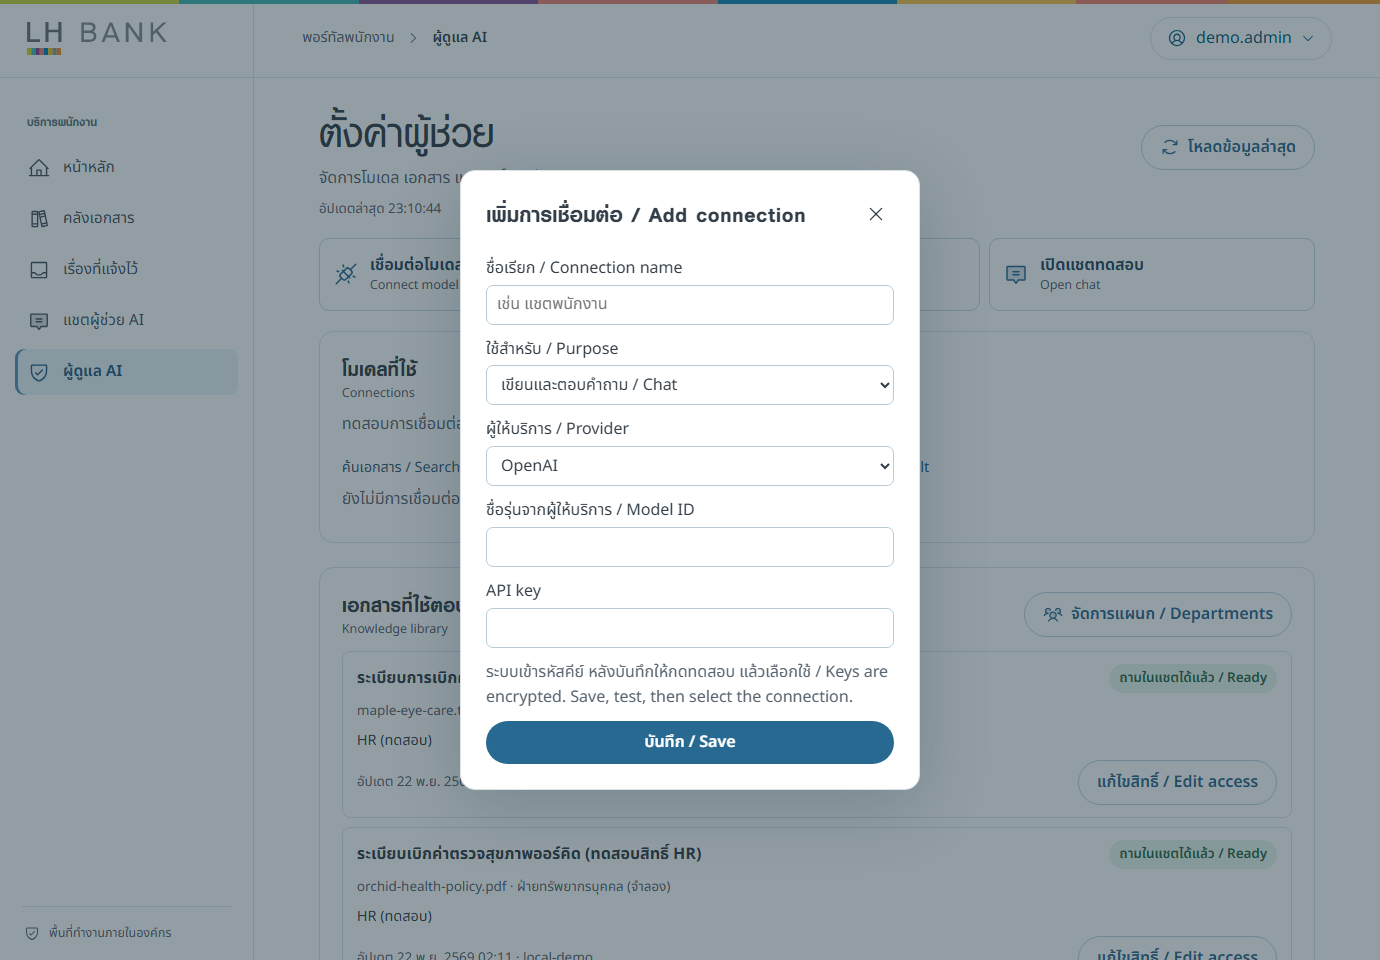 LH BANK
พอร์ทัลพนักงาน
ผู้ดูแล AI
demo.admin
บริการพนักงาน
หน้าหลัก
คลังเอกสาร
เรื่องที่แจ้งไว้
แชตผู้ช่วย AI
ผู้ดูแล AI
พื้นที่ทำงานภายในองค์กร
ตั้งค่าผู้ช่วย
จัดการโมเดล เอกสาร
อัปเดตล่าสุด 23:10:44
โหลดข้อมูลล่าสุด
เชื่อมต่อโมเดล
Connect model
เปิดแชตทดสอบ
Open chat
โมเดลที่ใช้
Connections
ทดสอบการเชื่อมต่อ
ค้นเอกสาร / Search
lt
ยังไม่มีการเชื่อมต่อ
เพิ่มการเชื่อมต่อ / Add connection
ชื่อเรียก / Connection name
เช่น แชตพนักงาน
ใช้สำหรับ / Purpose
เขียนและตอบคำถาม / Chat
ผู้ให้บริการ / Provider
OpenAI
ชื่อรุ่นจากผู้ให้บริการ / Model ID
API key
ระบบเข้ารหัสคีย์ หลังบันทึกให้กดทดสอบ แล้วเลือกใช้ / Keys are
encrypted. Save, test, then select the connection.
บันทึก / Save
เอกสารที่ใช้ตอบ
Knowledge library
จัดการแผนก / Departments
ระเบียบการเบิก
ถามในแชตได้แล้ว / Ready
maple-eye-care.t
HR (ทดสอบ)
อัปเดต 22 พ.ย. 256
แก้ไขสิทธิ์ / Edit access
ระเบียบเบิกค่าตรวจสุขภาพออร์คิด (ทดสอบสิทธิ์ HR)
ถามในแชตได้แล้ว / Ready
orchid-health-policy.pdf · ฝ่ายทรัพยากรบุคคล (จำลอง)
HR (ทดสอบ)
อัปเดต 22 พ.ย. 2569 02:11 · local-demo
แก้ไขสิทธิ์ / Edit access